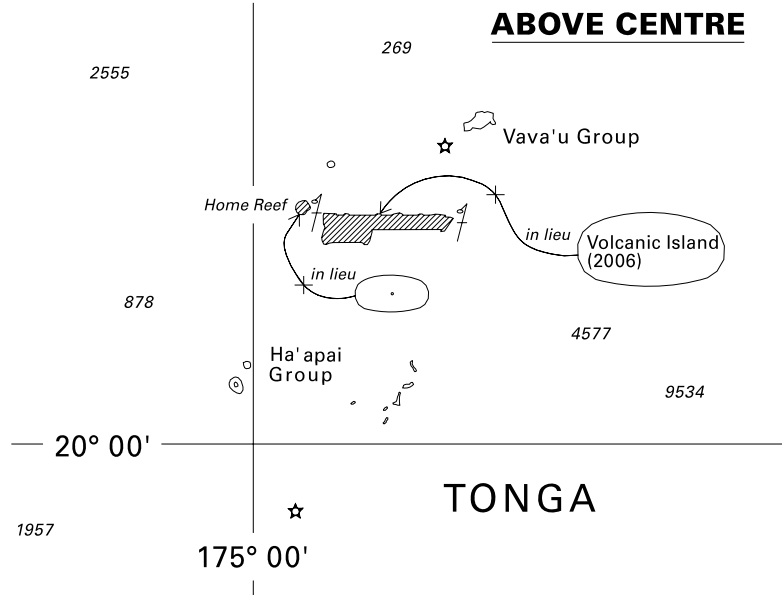 ABOVE CENTRE
269
2555
Vava'u Group
Home Reef
in lieu
Volcanic Island
(2006)
in lieu
878
4577
Ha'apai
Group
9534
20° 00'
TONGA
1957
175° 00'